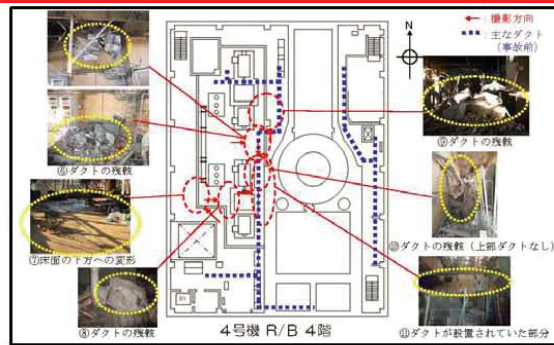 撮影方向
主なダクト
(事故前)
N
⑥ダクトの残骸
⑨ダクトの残骸
⑦床面の下方への変形
⑩ダクトの残骸(上部ダクトなし)
⑧ダクトの残骸
⑪ダクトが設置されていた部分
4号機 R/B 4階